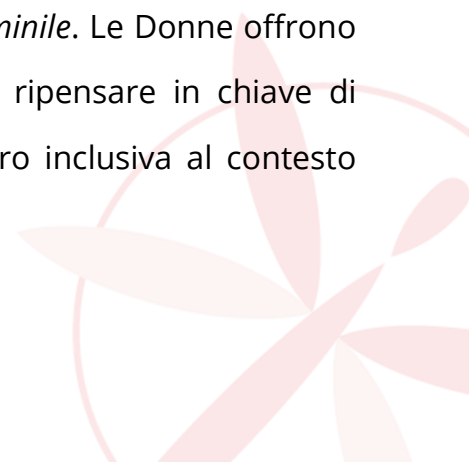 minile. Le Donne offrono
ripensare in chiave di
ro inclusiva al contesto